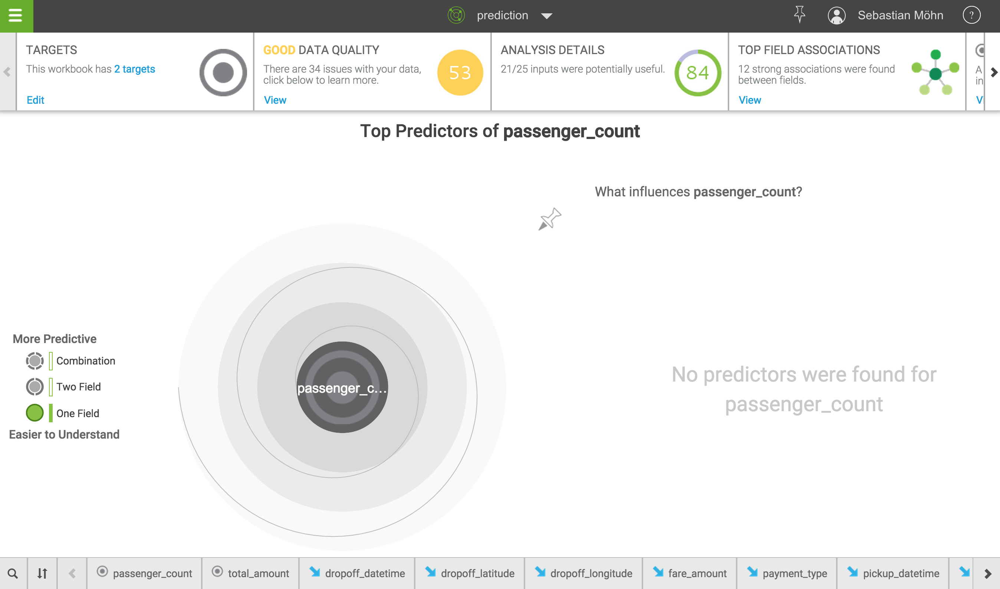 prediction
Sebastian Möhn
?
TARGETS
This workbook has 2 targets
Edit
GOOD DATA QUALITY
There are 34 issues with your data,
click below to learn more.
View
53
ANALYSIS DETAILS
21/25 inputs were potentially useful.
84
TOP FIELD ASSOCIATIONS
12 strong associations were found
between fields.
View
A
in
Top Predictors of passenger_count
What influences passenger_count?
More Predictive
Combination
Two Field
One Field
Easier to Understand
passenger_c...
No predictors were found for
passenger_count
passenger_count
total_amount
dropoff_datetime
dropoff_latitude
dropoff_longitude
fare_amount
payment_type
pickup_datetime